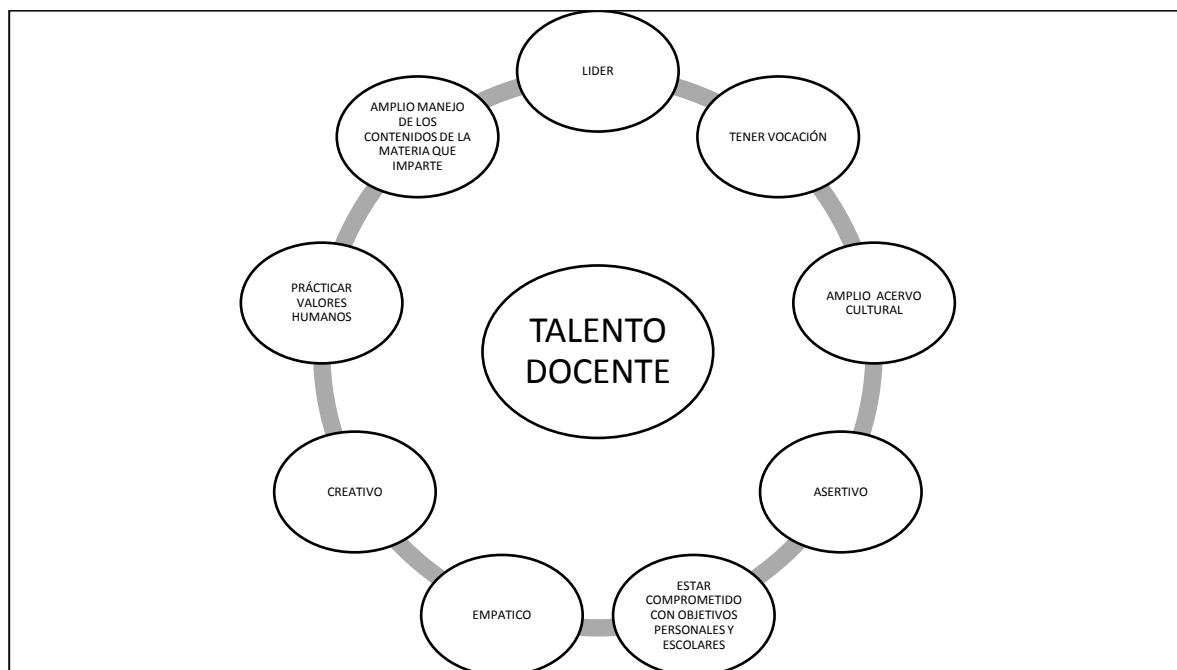 LIDER
TENER VOCACIÓN
AMPLIO ACERVO
CULTURAL
ASERTIVO
ESTAR
COMPROMETIDO
CON OBJETIVOS
PERSONALES Y
ESCOLARES
EMPATICO
CREATIVO
PRÁCTICAR
VALORES
HUMANOS
AMPLIO MANEJO
DE LOS
CONTENIDOS DE LA
MATERIA QUE
IMPARTE
TALENTO
DOCENTE